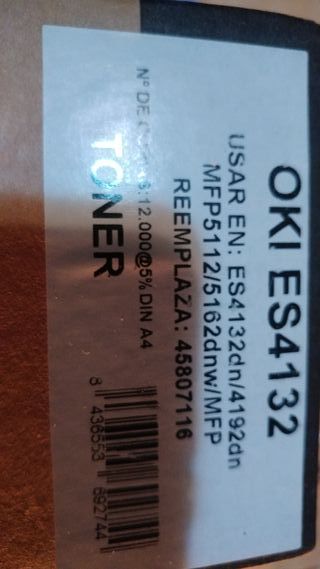 OKI ES4132
USAR EN: ES4132dn/4192dn
MFP5112/5162dnw/MFP
REEMPLAZA: 45807116
Nº DE :12.000@5% DIN A4
TONER
8 436553 692744